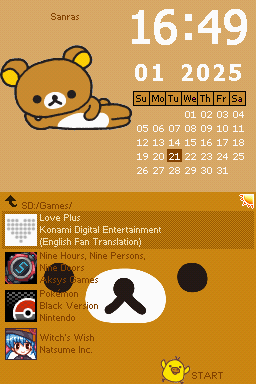 Sanras
16:49
01 2025
Su Mo Tu We Th Fr Sa
01 02 03 04
05 06 07 08 09 10 11
12 13 14 15 16 17 18
19 20 21 22 23 24 25
26 27 28 29 30 31
SD:/Games/
Love Plus
Konami Digital Entertainment
(English Fan Translation)
Nine Hours, Nine Persons,
Nine Doors
Aksys Games
Pokémon
Black Version
Nintendo
Witch's Wish
Natsume Inc.
START